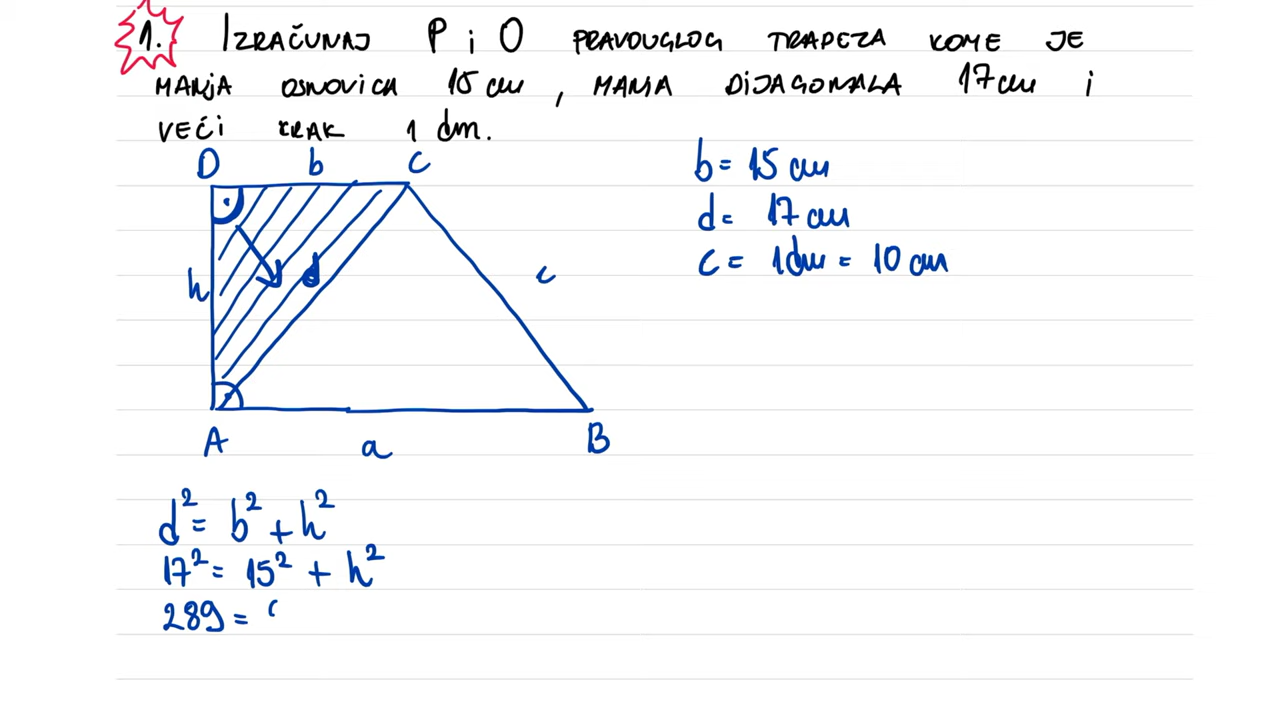 1. IZRAČUNAJ P i O PRAVOUGLOG TRAPEZA KOME JE
MANJA OSNOVICA 15 cm, MANJA DIJAGONALA 17 cm i
VEĆI KRAK 1 dm.
D b C
b = 15 cm
d = 17 cm
c = 1 dm = 10 cm
h d c
A a B
d² = b² + h²
17² = 15² + h²
289 =